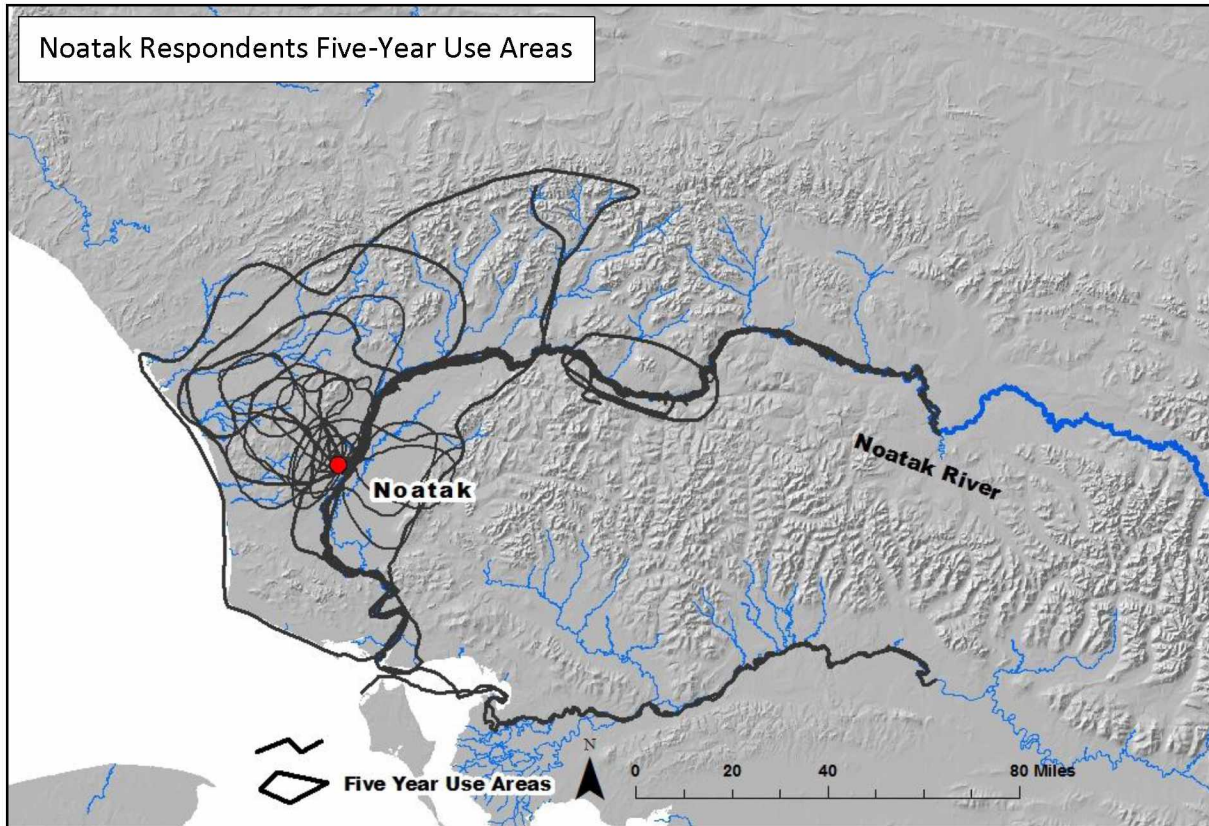 Noatak Respondents Five-Year Use Areas
Noatak
Noatak River
Five Year Use Areas
N
0 20 40 80 Miles